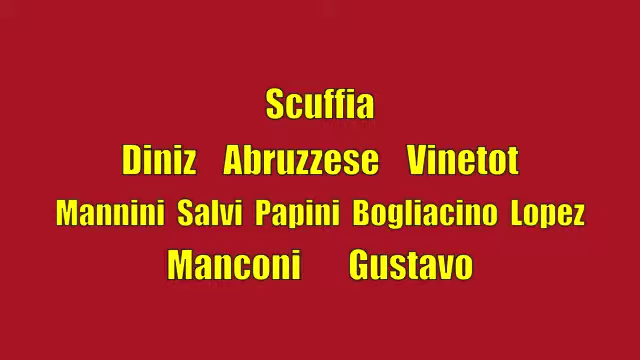 Scuffia
Diniz Abruzzese Vinetot
Mannini Salvi Papini Bogliacino Lopez
Manconi Gustavo